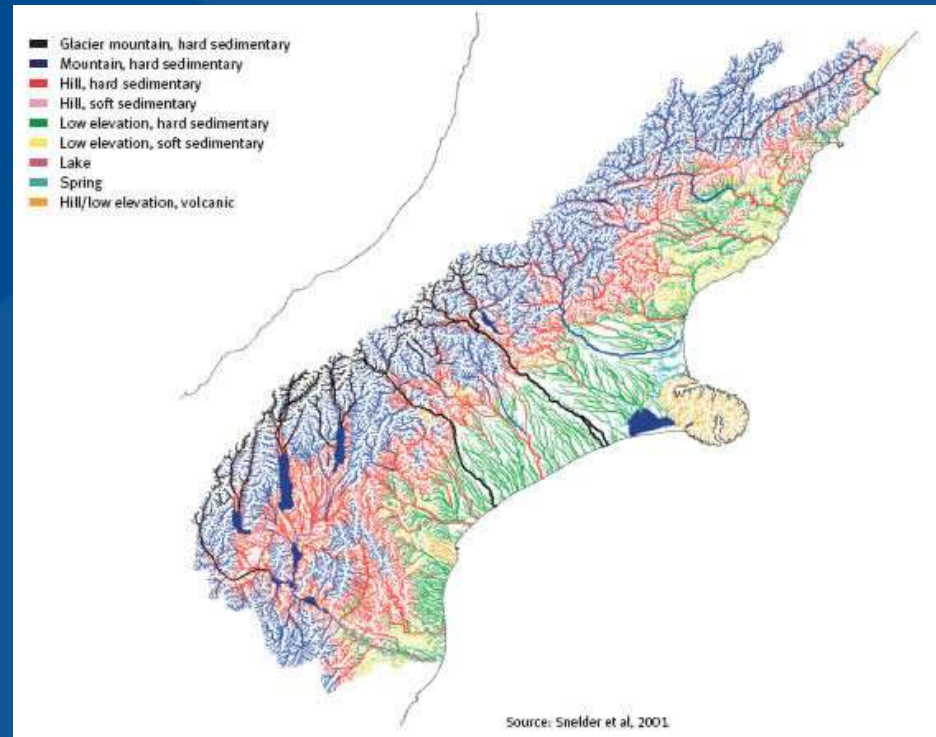 Glacier mountain, hard sedimentary
Mountain, hard sedimentary
Hill, hard sedimentary
Hill, soft sedimentary
Low elevation, hard sedimentary
Low elevation, soft sedimentary
Lake
Spring
Hill/low elevation, volcanic
Source: Snelder et al, 2001